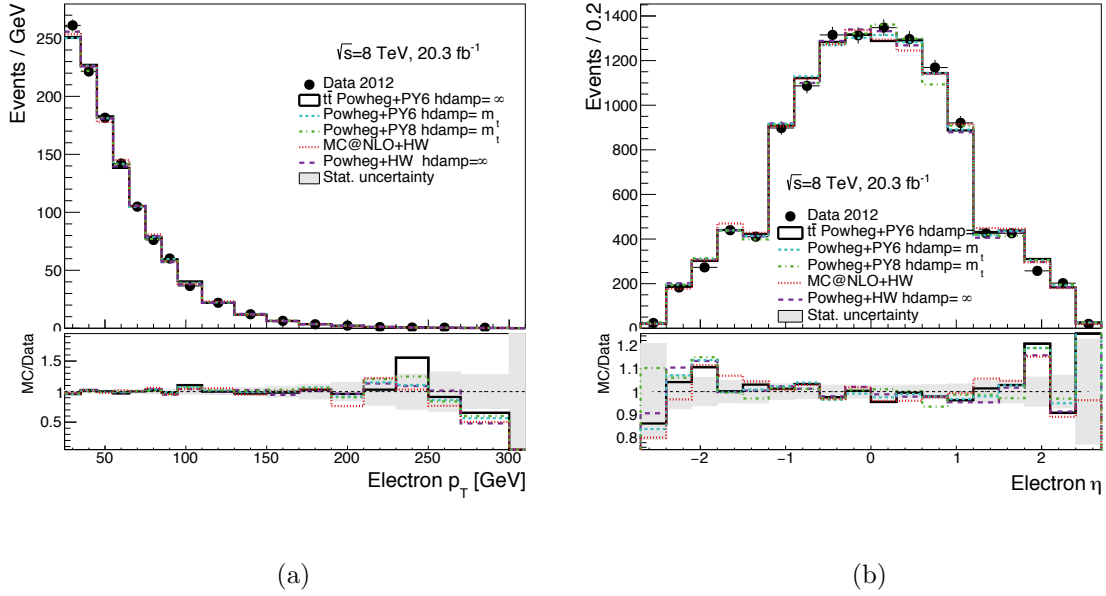 Events / GeV
250
200
150
100
50
0
√s=8 TeV, 20.3 fb-1
Data 2012
tt̄ Powheg+PY6 hdamp= ∞
Powheg+PY6 hdamp= mt
Powheg+PY8 hdamp= mt
MC@NLO+HW
Powheg+HW hdamp=∞
Stat. uncertainty
MC/Data
1.5
1
0.5
50 100 150 200 250 300
Electron pT [GeV]
(a)
Events / 0.2
1400
1200
1000
800
600
400
200
0
√s=8 TeV, 20.3 fb-1
Data 2012
tt̄ Powheg+PY6 hdamp=
Powheg+PY6 hdamp= m
Powheg+PY8 hdamp= mt
MC@NLO+HW
Powheg+HW hdamp= ∞
Stat. uncertainty
MC/Data
1.2
1.1
1
0.9
0.8
−2 −1 0 1 2
Electron η
(b)